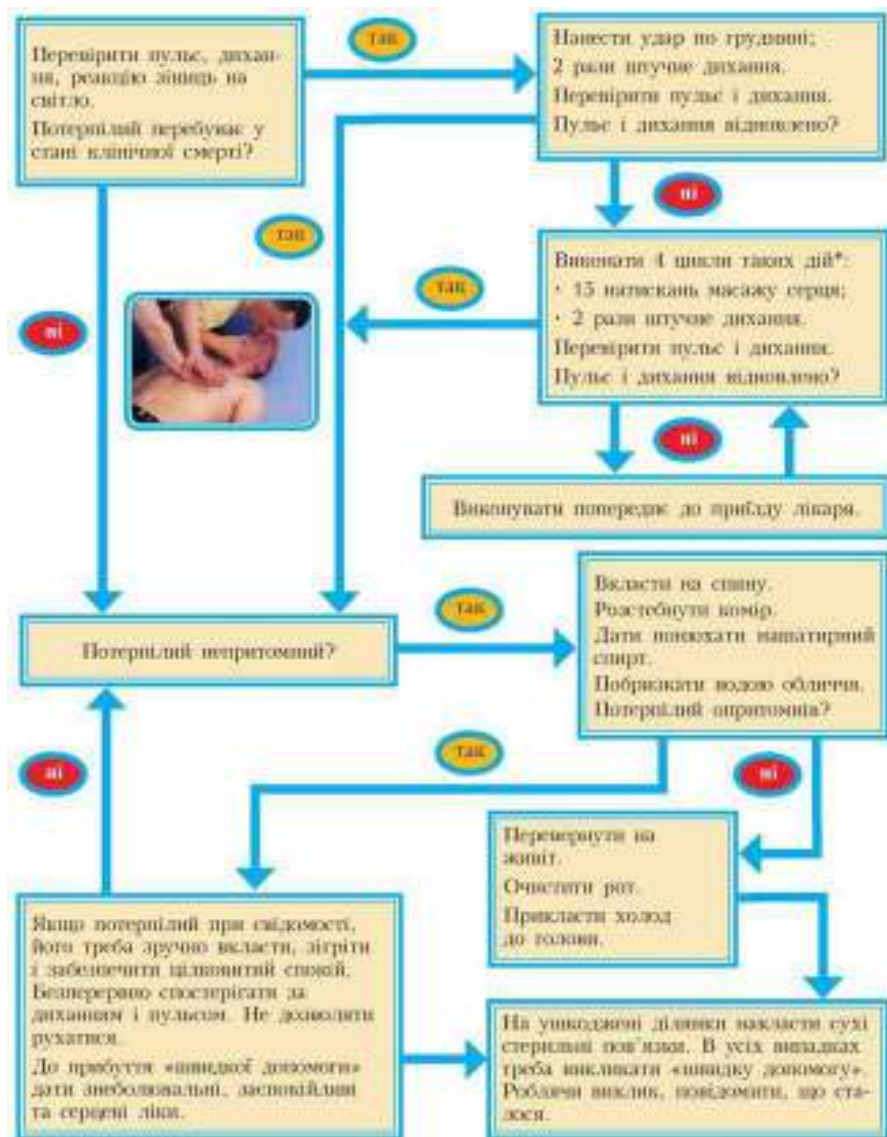 Перевірити пульс, дихан-
ня, реакцію зіниць на
світло.
Потерпілий перебуває у
стані клінічної смерті?
так
Нанести удар по груднині;
2 рази штучне дихання.
Перевірити пульс і дихання.
Пульс і дихання відновлено?
ні
так
ні
Виконати 4 цикли таких дій*:
• 15 натискань масажу серця;
• 2 рази штучне дихання.
Перевірити пульс і дихання.
Пульс і дихання відновлено?
так
ні
Виконувати попереднє до приїзду лікаря.
Потерпілий непритомний?
так
Вкласти на спину.
Розстебнути комір.
Дати понюхати нашатирний
спирт.
Побризкати водою обличчя.
Потерпілий опритомнів?
ні
так
ні
Перевернути на
живіт.
Очистити рот.
Прикласти холод
до голови.
Якщо потерпілий при свідомості,
його треба зручно вкласти, зігріти
і забезпечити цілковитий спокій.
Безперервно спостерігати за
диханням і пульсом. Не дозволяти
рухатися.
До прибуття «швидкої допомоги»
дати знеболювальні, заспокійливі
та серцеві ліки.
На ушкоджені ділянки накласти сухі
стерильні пов'язки. В усіх випадках
треба викликати «швидку допомогу».
Роблячи виклик, повідомити, що ста-
лося.